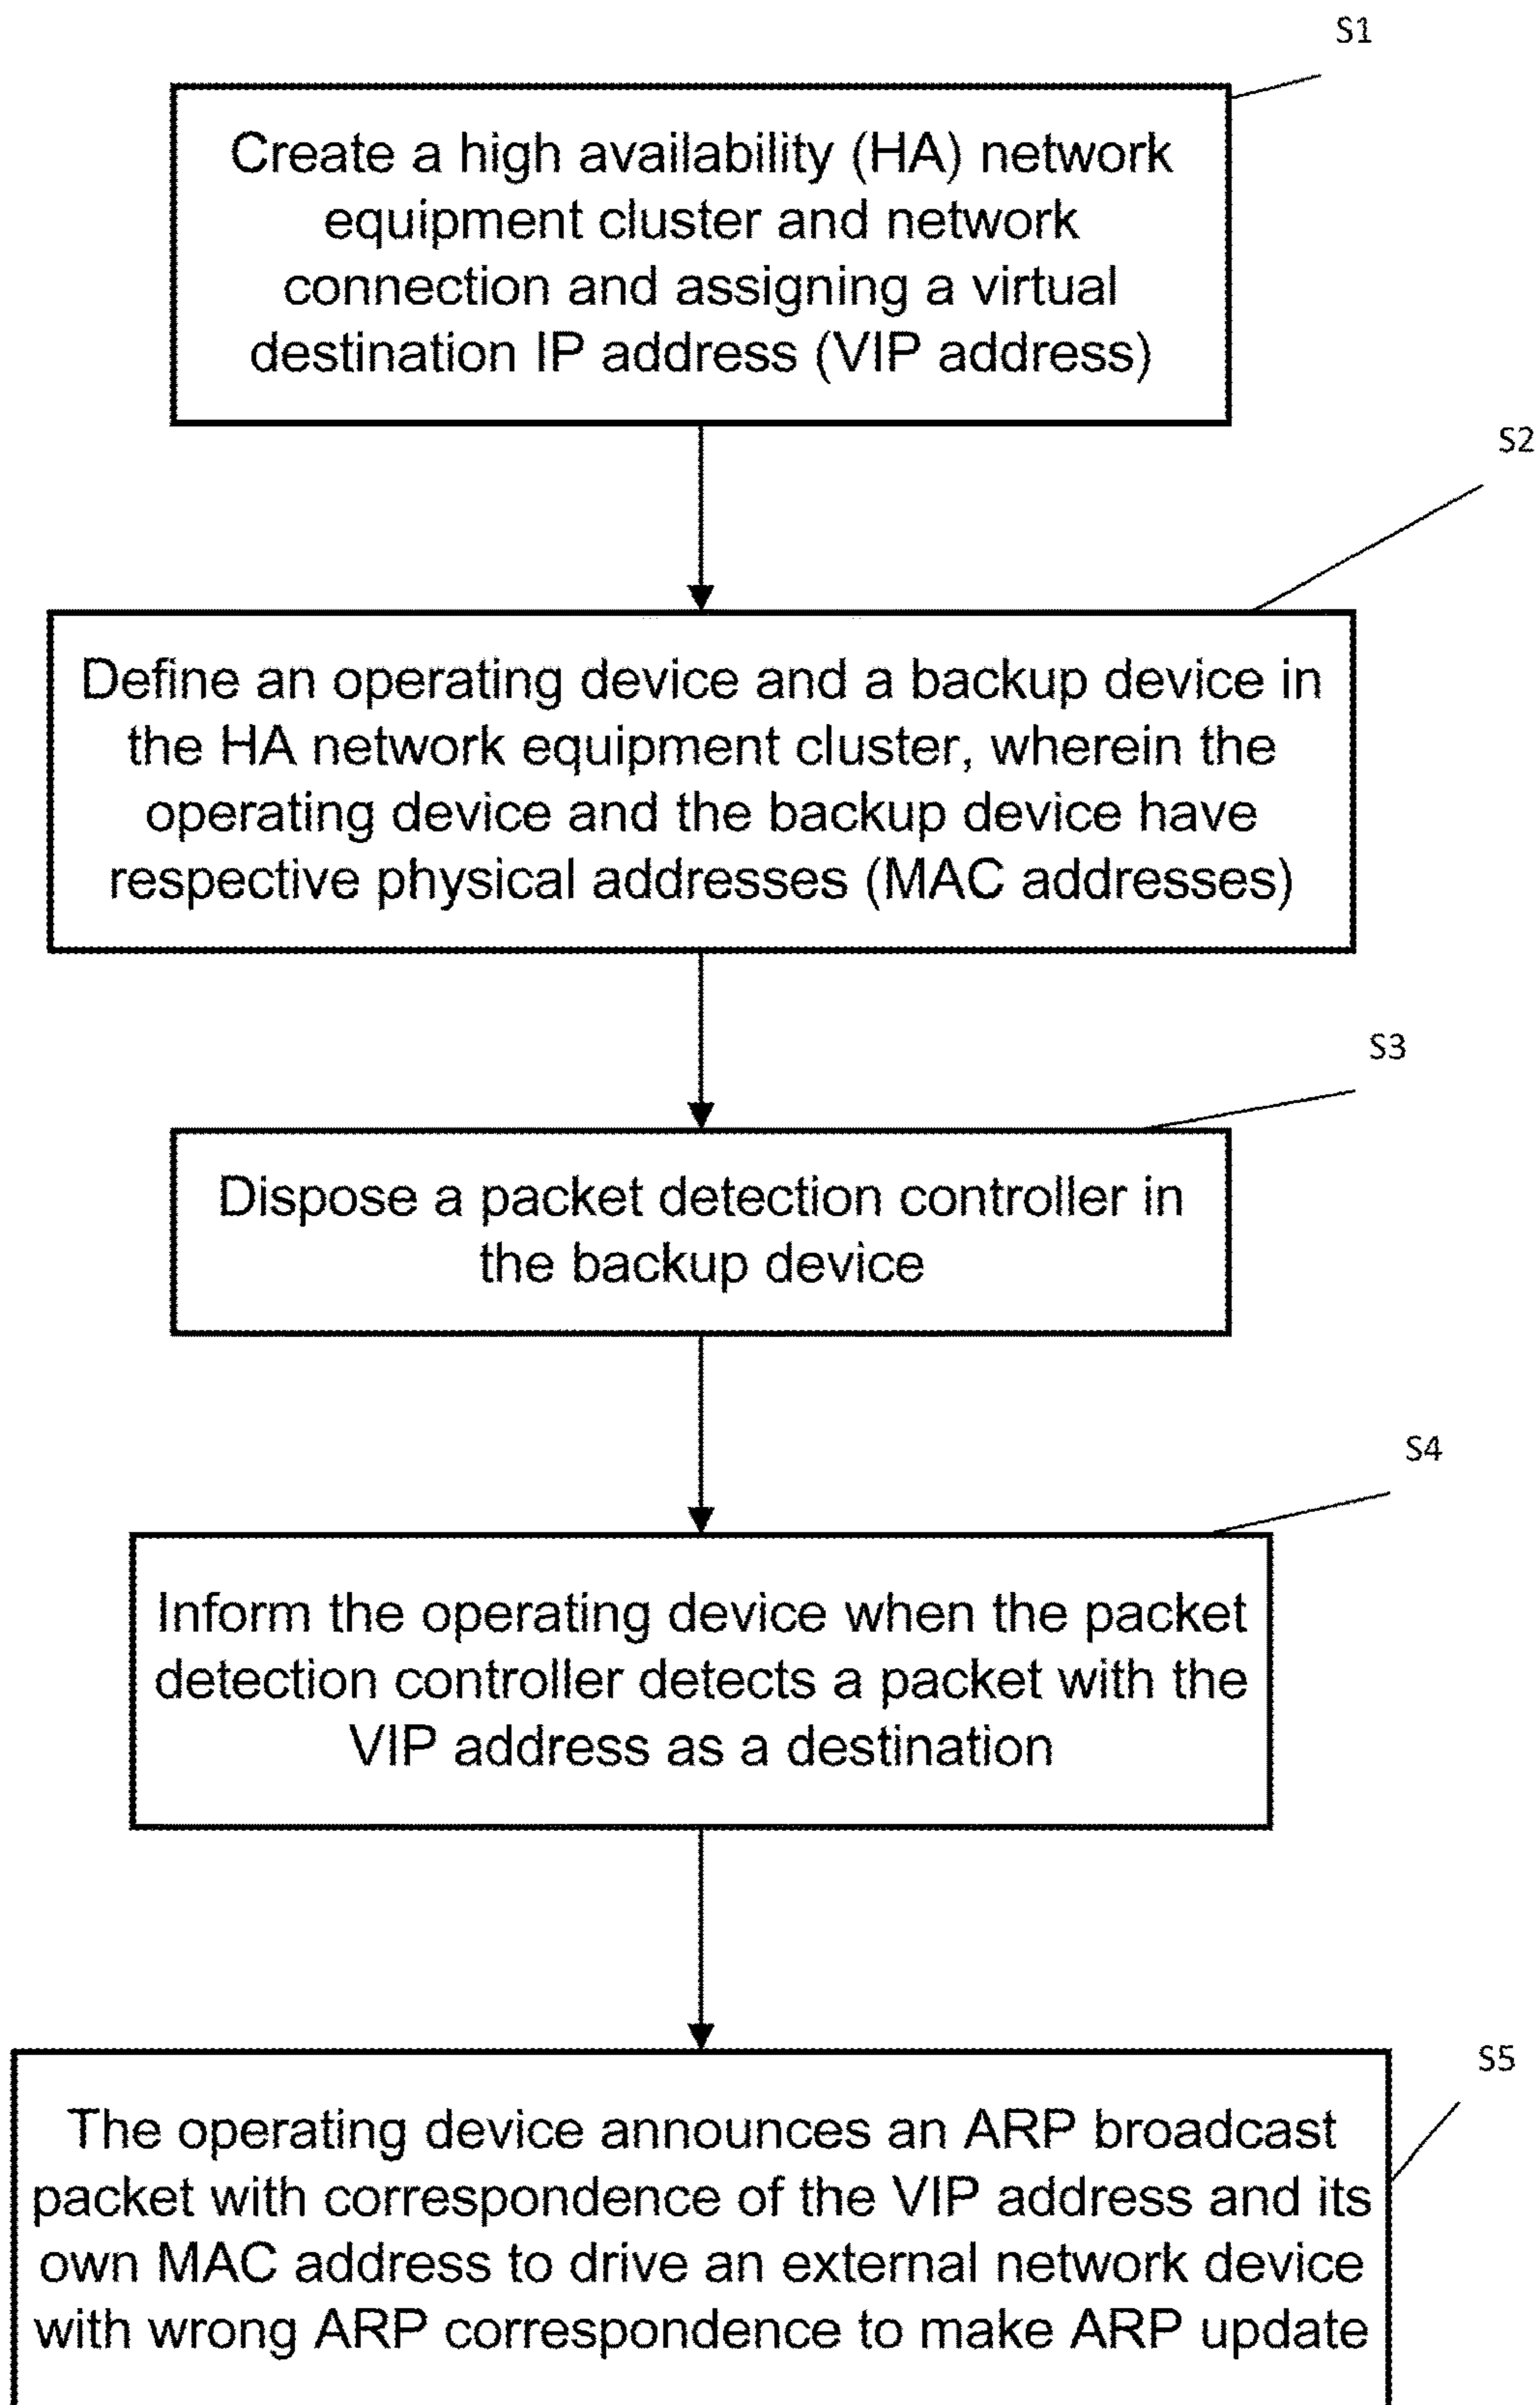 S1
Create a high availability (HA) network
equipment cluster and network
connection and assigning a virtual
destination IP address (VIP address)
S2
Define an operating device and a backup device in
the HA network equipment cluster, wherein the
operating device and the backup device have
respective physical addresses (MAC addresses)
S3
Dispose a packet detection controller in
the backup device
S4
Inform the operating device when the packet
detection controller detects a packet with the
VIP address as a destination
S5
The operating device announces an ARP broadcast
packet with correspondence of the VIP address and its
own MAC address to drive an external network device
with wrong ARP correspondence to make ARP update